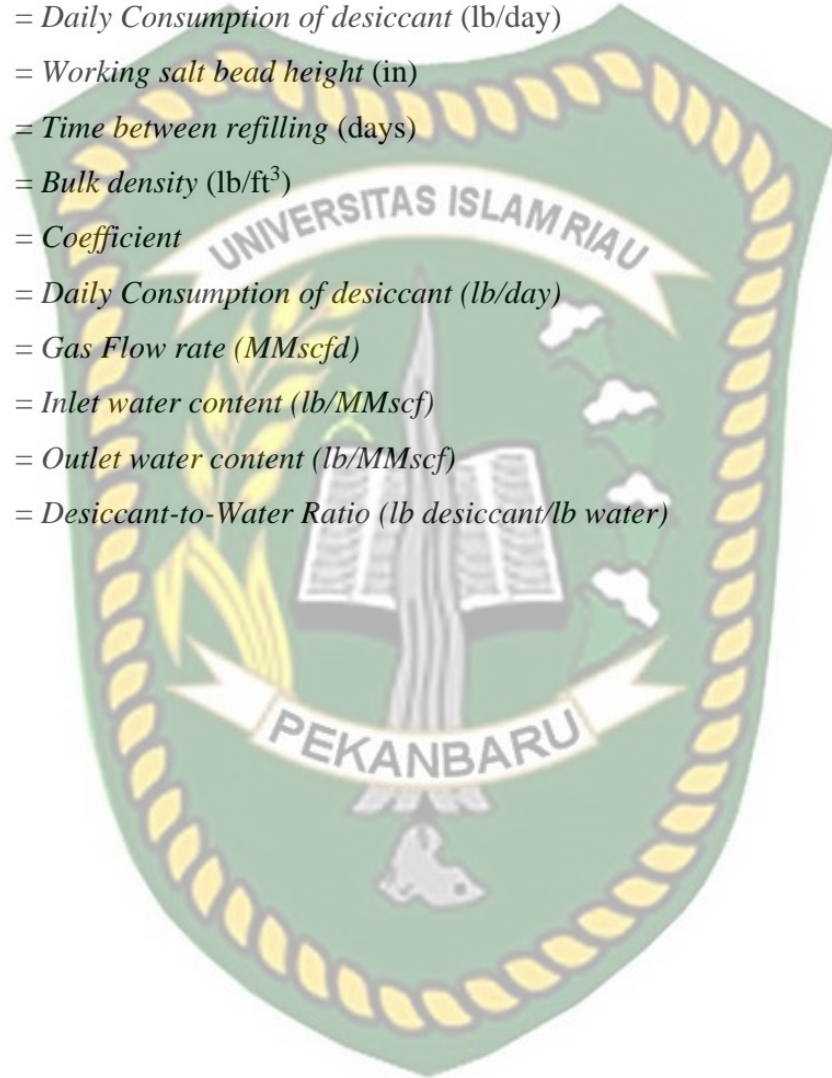 = Daily Consumption of desiccant (lb/day)
= Working salt bead height (in)
= Time between refilling (days)
= Bulk density (lb/ft³)
= Coefficient
= Daily Consumption of desiccant (lb/day)
= Gas Flow rate (MMscfd)
= Inlet water content (lb/MMscf)
= Outlet water content (lb/MMscf)
= Desiccant-to-Water Ratio (lb desiccant/lb water)
UNIVERSITAS ISLAM RIAU
PEKANBARU